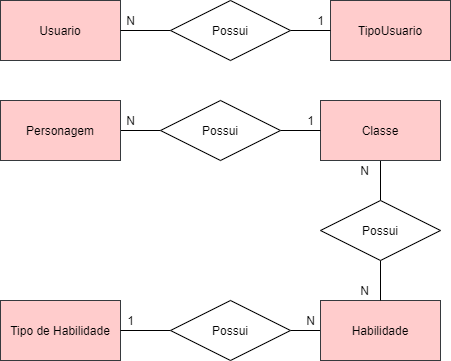 Usuario N Possui 1 TipoUsuario
Personagem N Possui 1 Classe
N
Possui
N
Tipo de Habilidade 1 Possui N Habilidade